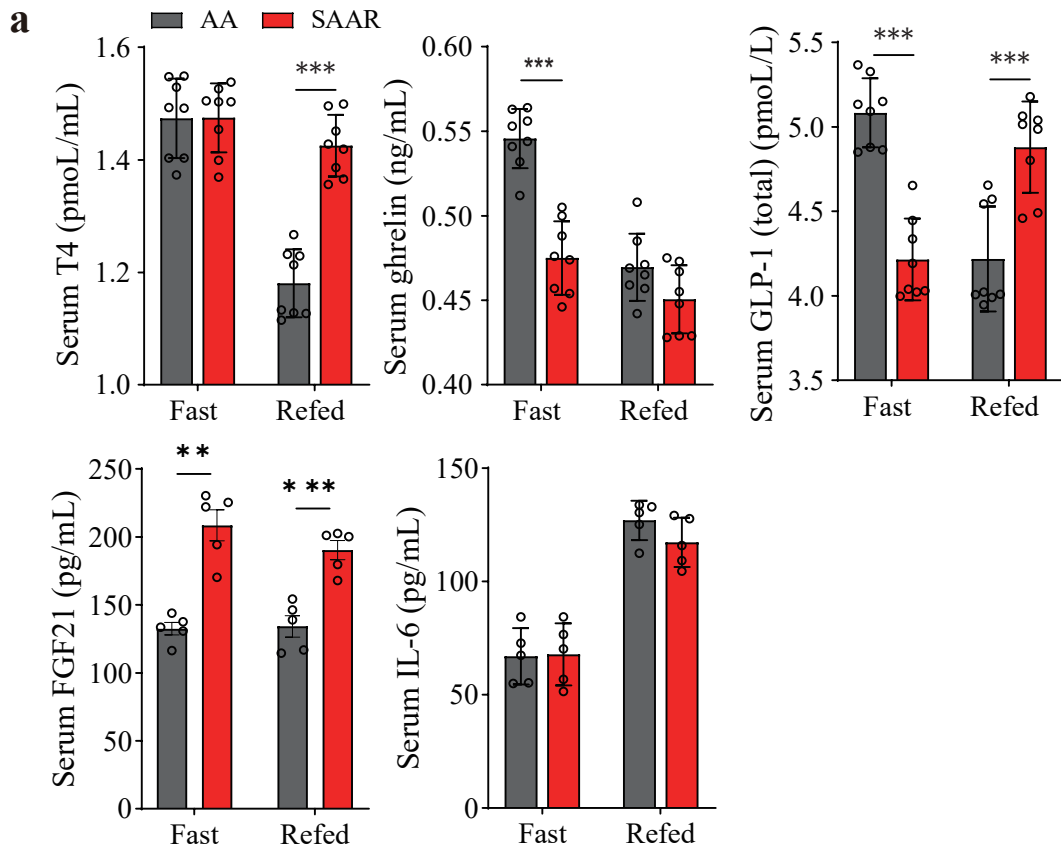 a
AA SAAR
Serum T4 (pmoL/mL)
1.6
1.4
1.2
1.0
***
Fast Refed
Serum ghrelin (ng/mL)
0.60
0.55
0.50
0.45
0.40
***
Fast Refed
Serum GLP-1 (total) (pmoL/L)
5.5
5.0
4.5
4.0
3.5
*** ***
Fast Refed
Serum FGF21 (pg/mL)
250
200
150
100
50
0
** * **
Fast Refed
Serum IL-6 (pg/mL)
150
100
50
0
Fast Refed